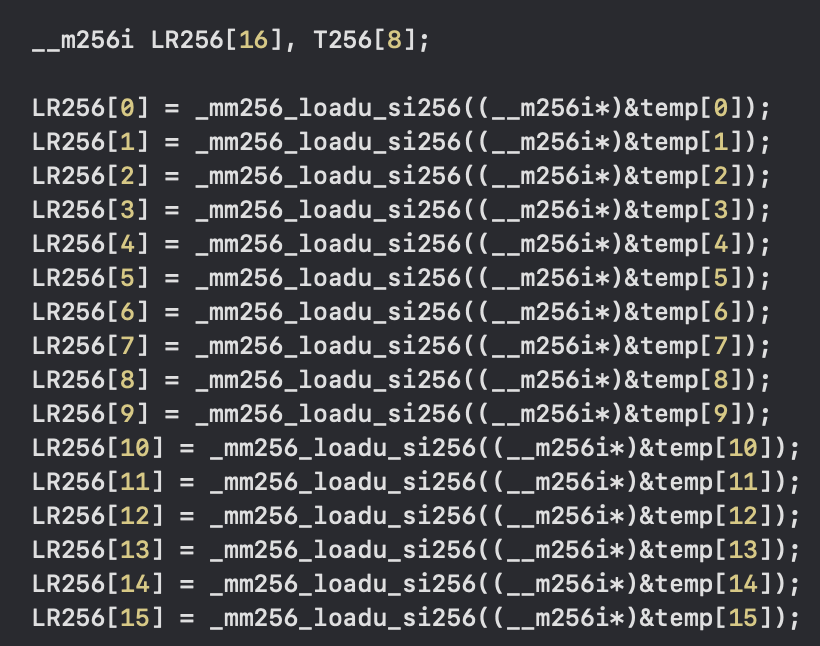 __m256i LR256[16], T256[8];
LR256[0] = _mm256_loadu_si256((__m256i*)&temp[0]);
LR256[1] = _mm256_loadu_si256((__m256i*)&temp[1]);
LR256[2] = _mm256_loadu_si256((__m256i*)&temp[2]);
LR256[3] = _mm256_loadu_si256((__m256i*)&temp[3]);
LR256[4] = _mm256_loadu_si256((__m256i*)&temp[4]);
LR256[5] = _mm256_loadu_si256((__m256i*)&temp[5]);
LR256[6] = _mm256_loadu_si256((__m256i*)&temp[6]);
LR256[7] = _mm256_loadu_si256((__m256i*)&temp[7]);
LR256[8] = _mm256_loadu_si256((__m256i*)&temp[8]);
LR256[9] = _mm256_loadu_si256((__m256i*)&temp[9]);
LR256[10] = _mm256_loadu_si256((__m256i*)&temp[10]);
LR256[11] = _mm256_loadu_si256((__m256i*)&temp[11]);
LR256[12] = _mm256_loadu_si256((__m256i*)&temp[12]);
LR256[13] = _mm256_loadu_si256((__m256i*)&temp[13]);
LR256[14] = _mm256_loadu_si256((__m256i*)&temp[14]);
LR256[15] = _mm256_loadu_si256((__m256i*)&temp[15]);